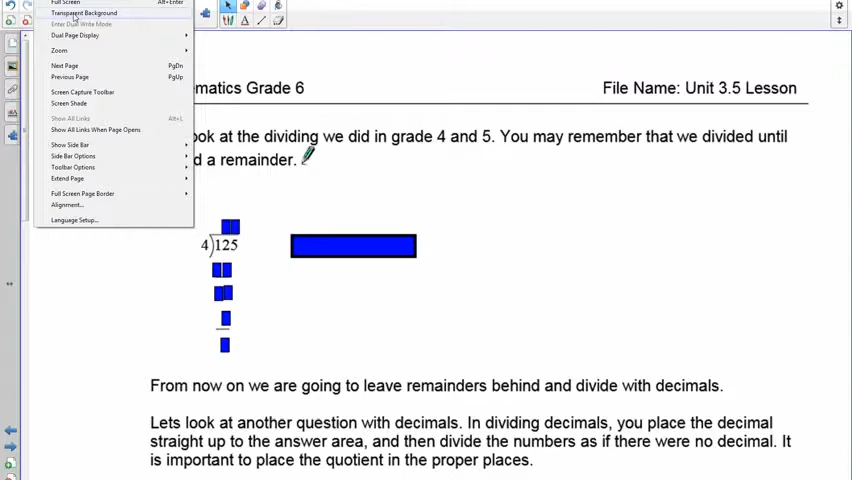 Full Screen Alt+Enter
Transparent Background
Enter Dual Write Mode
Dual Page Display
Zoom
Next Page PgDn
Previous Page PgUp
Screen Capture Toolbar
Screen Shade
Show All Links Alt+L
Show All Links When Page Opens
Show Side Bar
Side Bar Options
Toolbar Options
Extend Page
Full Screen Page Border
Alignment...
Language Setup...
ematics Grade 6 File Name: Unit 3.5 Lesson
ook at the dividing we did in grade 4 and 5. You may remember that we divided until
d a remainder.
4)125
From now on we are going to leave remainders behind and divide with decimals.
Lets look at another question with decimals. In dividing decimals, you place the decimal
straight up to the answer area, and then divide the numbers as if there were no decimal. It
is important to place the quotient in the proper places.